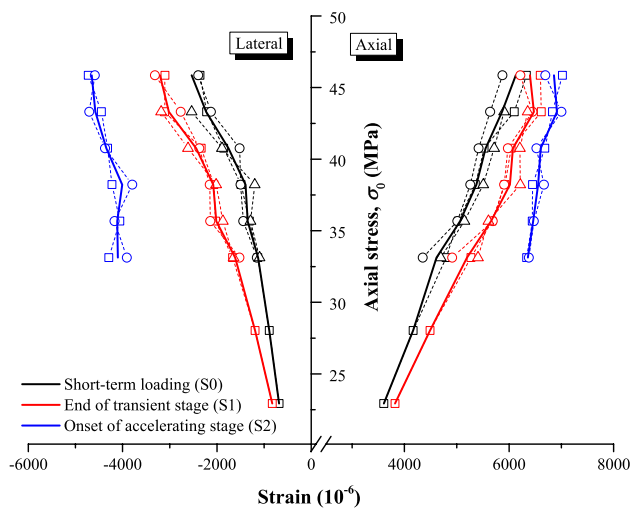 50
Lateral
Axial
45
40
35
30
25
Axial stress, σ0 (MPa)
Short-term loading (S0)
End of transient stage (S1)
Onset of accelerating stage (S2)
-6000 -4000 -2000 0 4000 6000 8000
Strain (10-6)